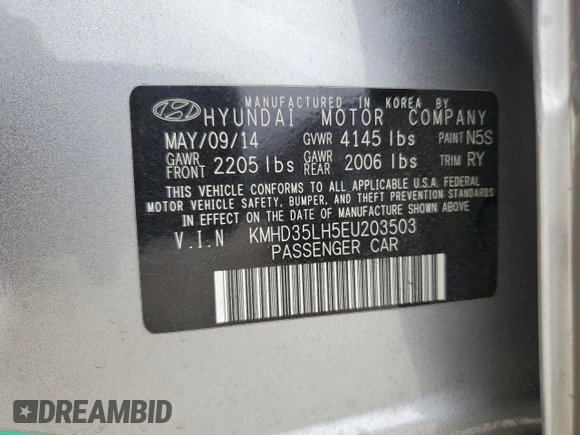 MANUFACTURED IN KOREA BY
HYUNDAI MOTOR COMPANY
MAY/09/14 GVWR 4145 lbs PAINT N5S
GAWR FRONT 2205 lbs GAWR REAR 2006 lbs TRIM RY
THIS VEHICLE CONFORMS TO ALL APPLICABLE U.S.A. FEDERAL
MOTOR VEHICLE SAFETY, BUMPER, AND THEFT PREVENTION STANDARDS
IN EFFECT ON THE DATE OF MANUFACTURE SHOWN ABOVE
V.I.N KMHD35LH5EU203503
PASSENGER CAR
DREAMBID